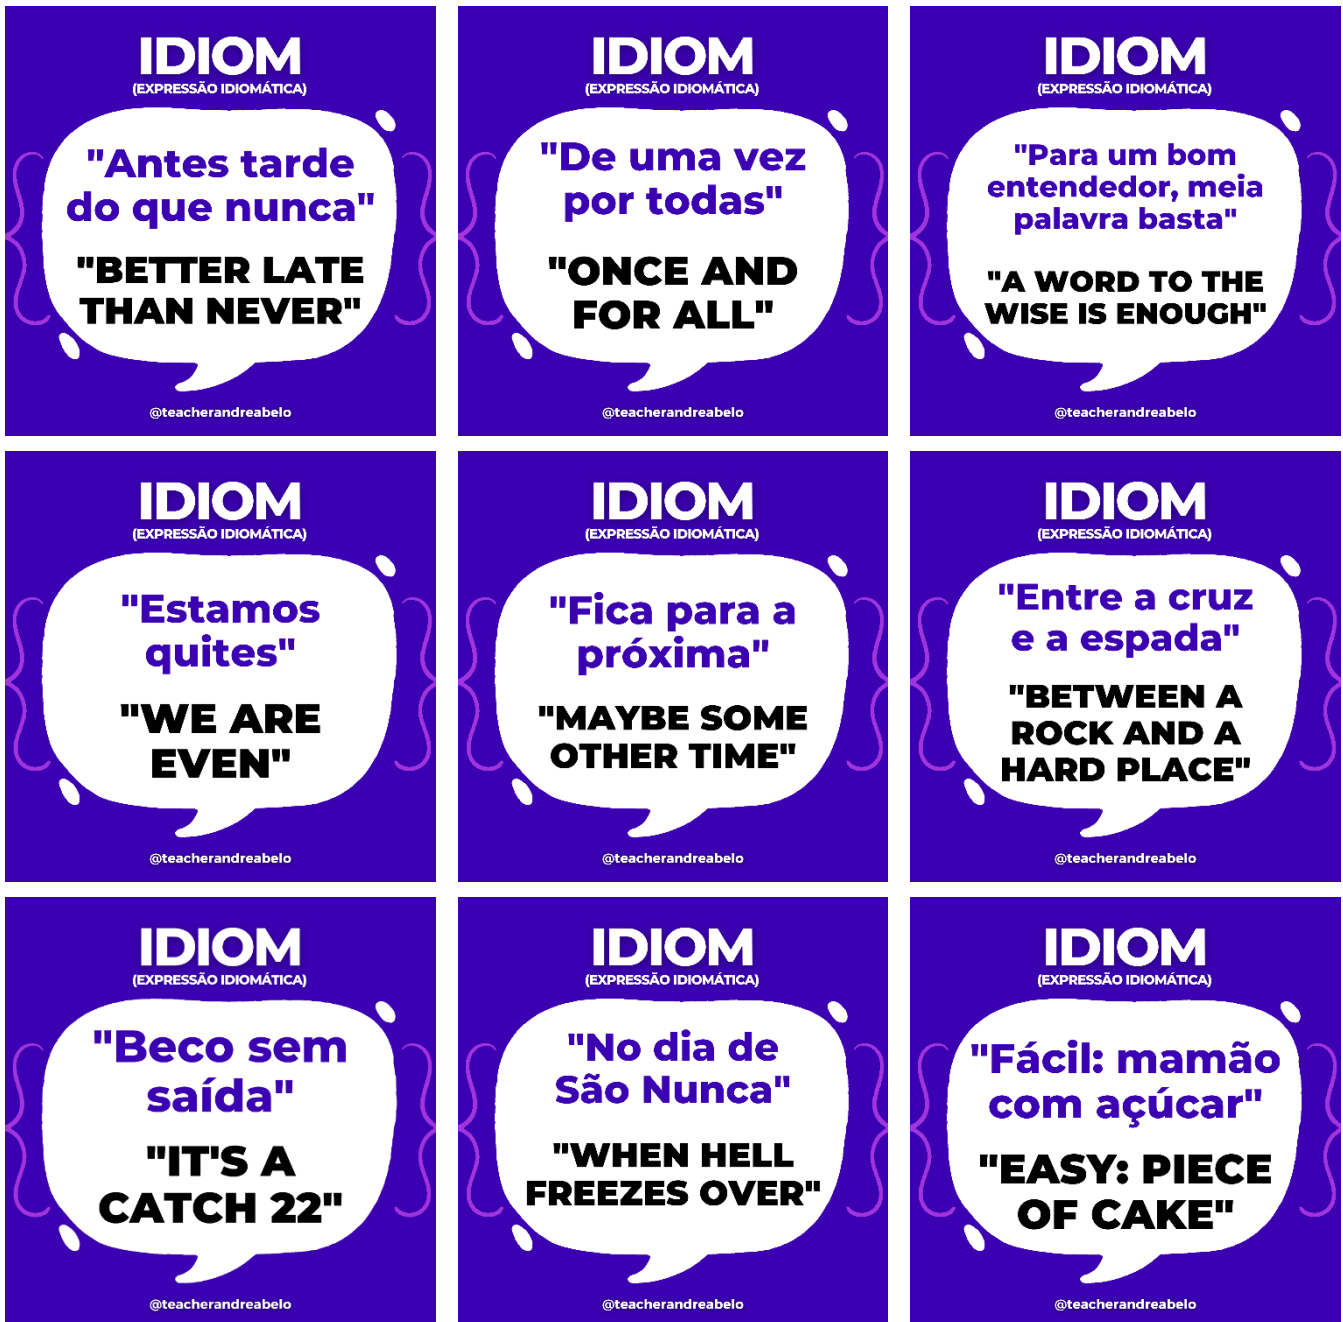 IDIOM
(EXPRESSÃO IDIOMÁTICA)
"Antes tarde
do que nunca"
"BETTER LATE
THAN NEVER"
@teacherandreabelo
IDIOM
(EXPRESSÃO IDIOMÁTICA)
"De uma vez
por todas"
"ONCE AND
FOR ALL"
@teacherandreabelo
IDIOM
(EXPRESSÃO IDIOMÁTICA)
"Para um bom
entendedor, meia
palavra basta"
"A WORD TO THE
WISE IS ENOUGH"
@teacherandreabelo
IDIOM
(EXPRESSÃO IDIOMÁTICA)
"Estamos
quites"
"WE ARE
EVEN"
@teacherandreabelo
IDIOM
(EXPRESSÃO IDIOMÁTICA)
"Fica para a
próxima"
"MAYBE SOME
OTHER TIME"
@teacherandreabelo
IDIOM
(EXPRESSÃO IDIOMÁTICA)
"Entre a cruz
e a espada"
"BETWEEN A
ROCK AND A
HARD PLACE"
@teacherandreabelo
IDIOM
(EXPRESSÃO IDIOMÁTICA)
"Beco sem
saída"
"IT'S A
CATCH 22"
@teacherandreabelo
IDIOM
(EXPRESSÃO IDIOMÁTICA)
"No dia de
São Nunca"
"WHEN HELL
FREEZES OVER"
@teacherandreabelo
IDIOM
(EXPRESSÃO IDIOMÁTICA)
"Fácil: mamão
com açúcar"
"EASY: PIECE
OF CAKE"
@teacherandreabelo